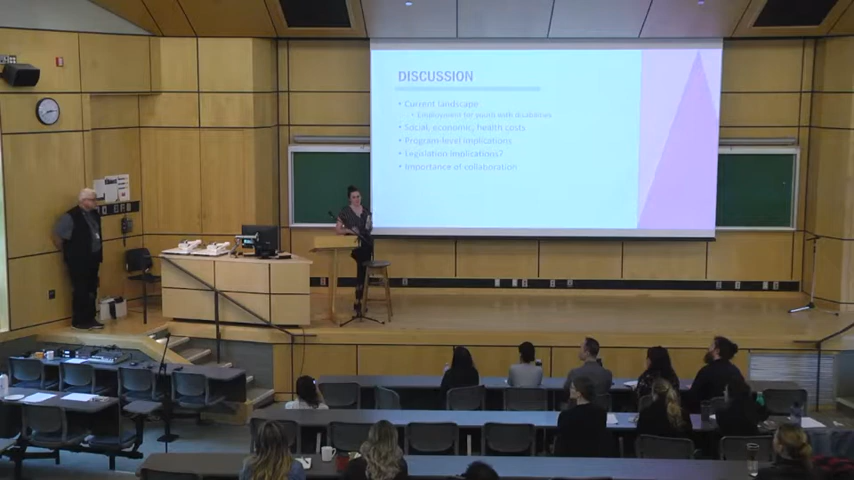 DISCUSSION
• Current landscape
• Employment for youth with disabilities
• Social, economic, health costs
• Program-level implications
• Legislation implications?
• Importance of collaboration